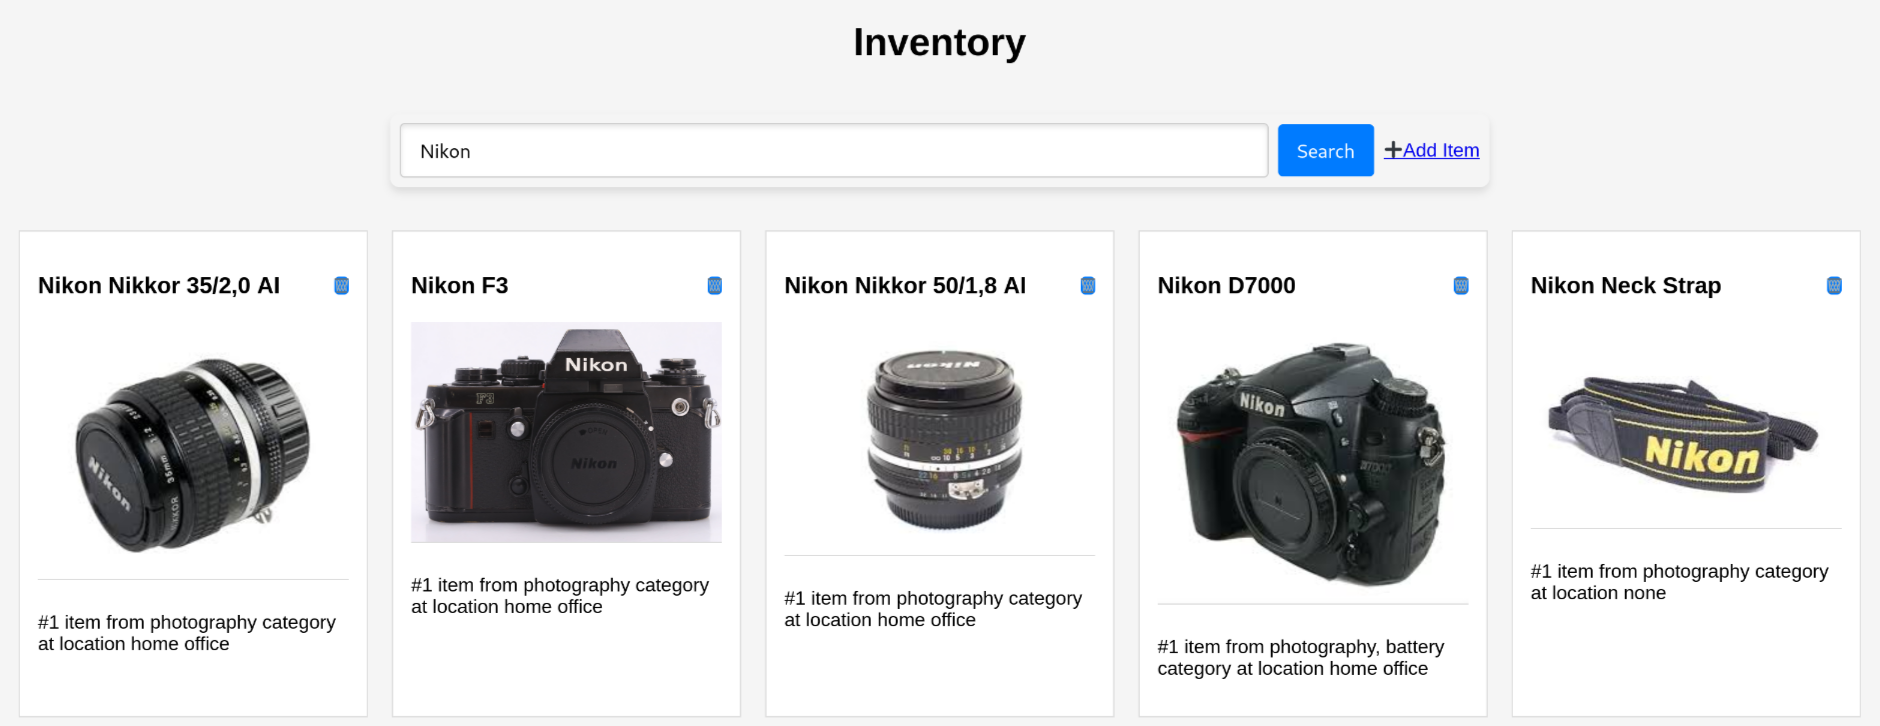 Inventory
Nikon
Search
➕Add Item
Nikon Nikkor 35/2,0 AI
Nikon
#1 item from photography category
at location home office
Nikon F3
Nikon
F3
OPEN
Nikon
#1 item from photography category
at location home office
Nikon Nikkor 50/1,8 AI
Nikon
#1 item from photography category
at location home office
Nikon D7000
Nikon
D7000
#1 item from photography, battery
category at location home office
Nikon Neck Strap
Nikon
#1 item from photography category
at location none